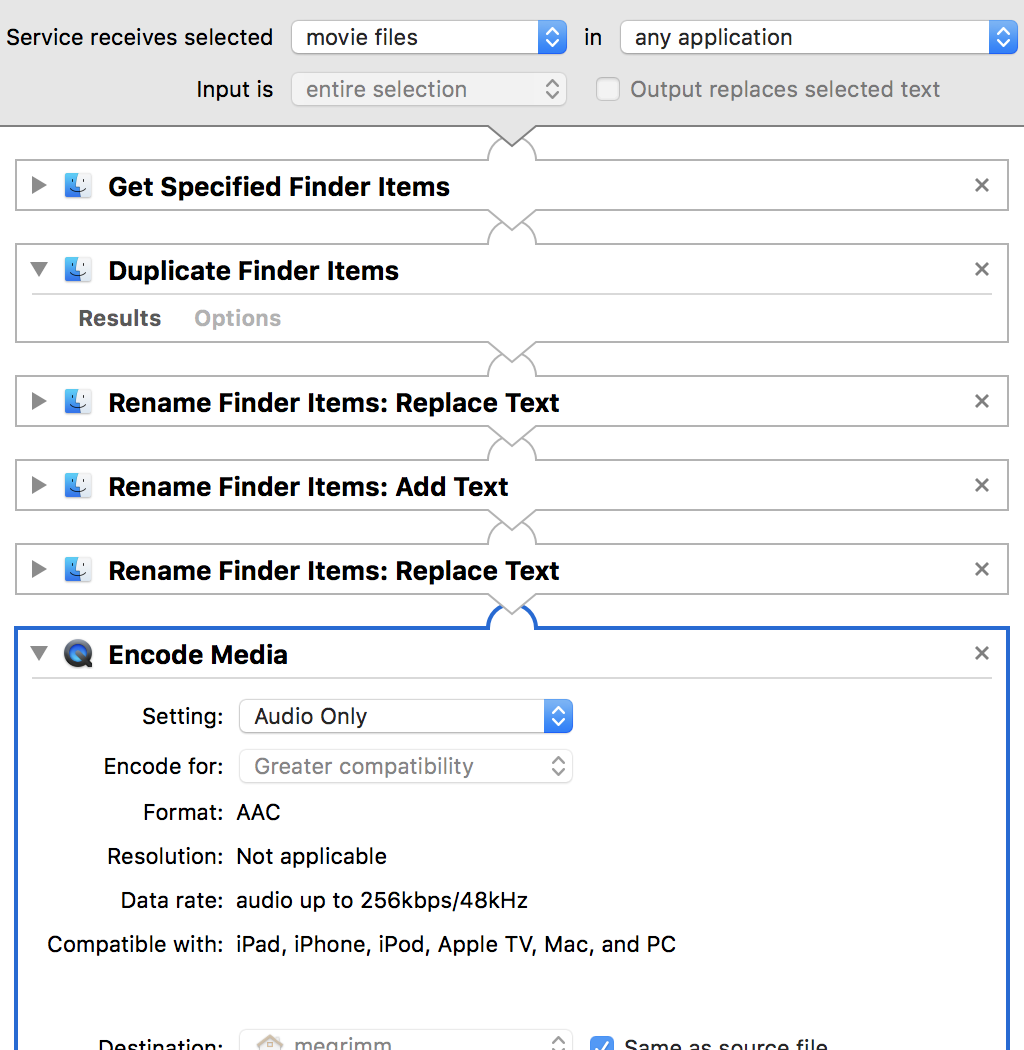 Service receives selected movie files in any application
Input is entire selection Output replaces selected text
Get Specified Finder Items
Duplicate Finder Items
Results Options
Rename Finder Items: Replace Text
Rename Finder Items: Add Text
Rename Finder Items: Replace Text
Encode Media
Setting: Audio Only
Encode for: Greater compatibility
Format: AAC
Resolution: Not applicable
Data rate: audio up to 256kbps/48kHz
Compatible with: iPad, iPhone, iPod, Apple TV, Mac, and PC
Destination: megrimm Same as source file